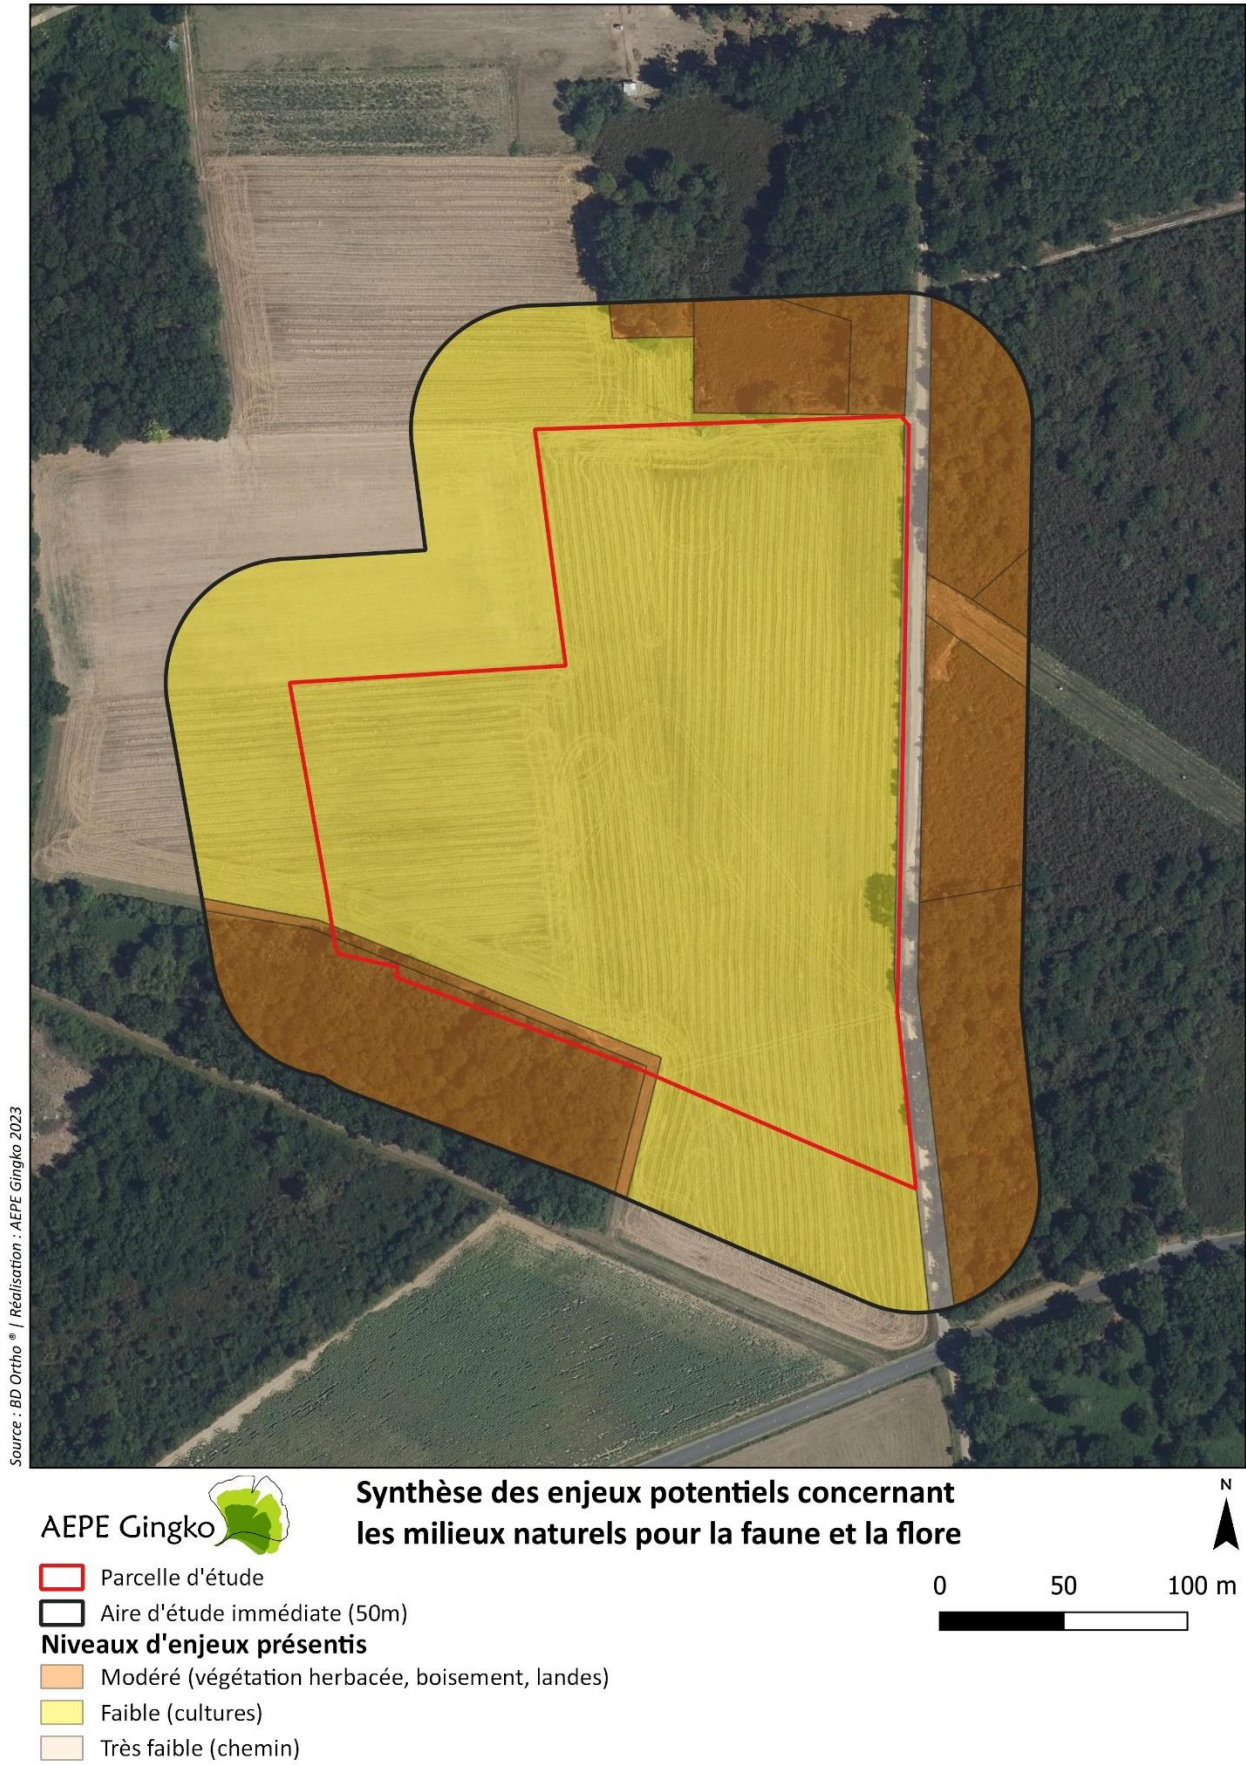 Source : BD Ortho ® | Réalisation : AEPE Gingko 2023
AEPE Gingko
Synthèse des enjeux potentiels concernant
les milieux naturels pour la faune et la flore
N
Parcelle d'étude
Aire d'étude immédiate (50m)
0 50 100 m
Niveaux d'enjeux présentis
Modéré (végétation herbacée, boisement, landes)
Faible (cultures)
Très faible (chemin)